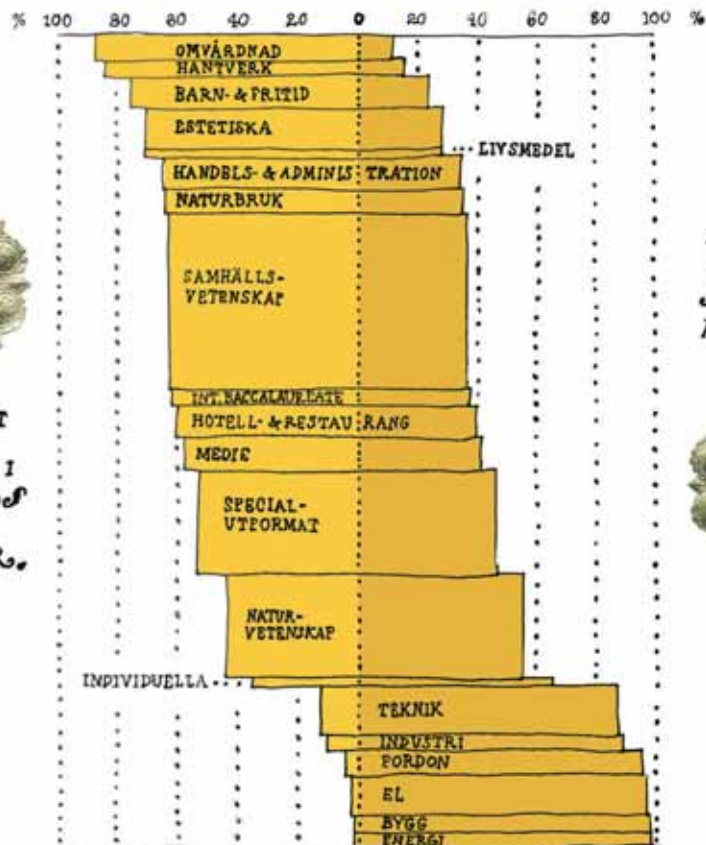 % 100 80 60 40 20 0 20 40 60 80 100 %
OMVÅRDNAD
HANTVERK
BARN- & FRITID
ESTETISKA
LIVSMEDEL
HANDELS- & ADMINIS TRATION
NATURBRUK
SAMHÄLLS-
VETENSKAP
INT. BACCALAUREATE
HOTELL- & RESTAU RANG
MEDIE
T
I
SPECIAL-
UTFORMAT
NATUR-
VETENSKAP
INDIVIDUELLA
TEKNIK
INDUSTRI
FORDON
EL
BYGG
ENERGI